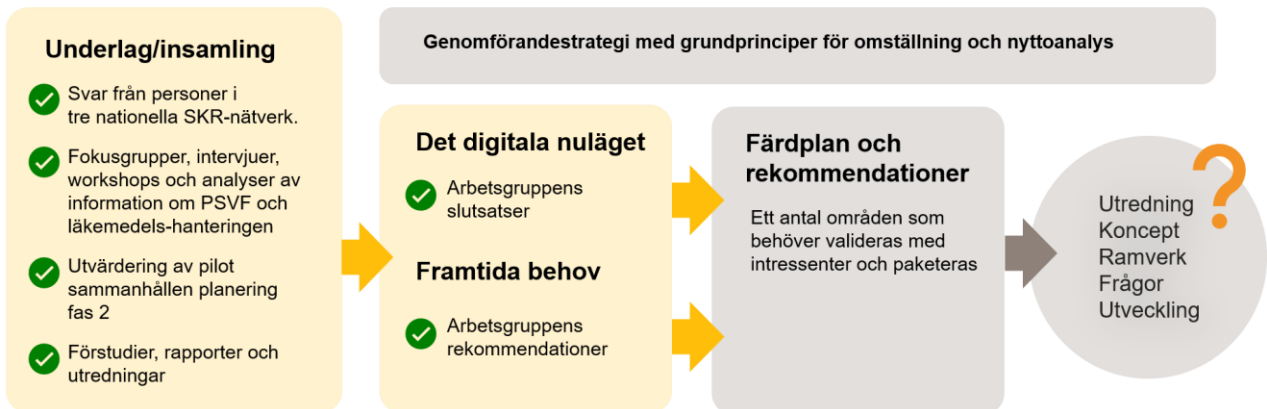 Underlag/insamling
Svar från personer i
tre nationella SKR-nätverk.
Fokusgrupper, intervjuer,
workshops och analyser av
information om PSVF och
läkemedels-hanteringen
Utvärdering av pilot
sammanhållen planering
fas 2
Förstudier, rapporter och
utredningar
Genomförandestrategi med grundprinciper för omställning och nyttoanalys
Det digitala nuläget
Arbetsgruppens
slutsatser
Framtida behov
Arbetsgruppens
rekommendationer
Färdplan och
rekommendationer
Ett antal områden som
behöver valideras med
intressenter och paketeras
?
Utredning
Koncept
Ramverk
Frågor
Utveckling